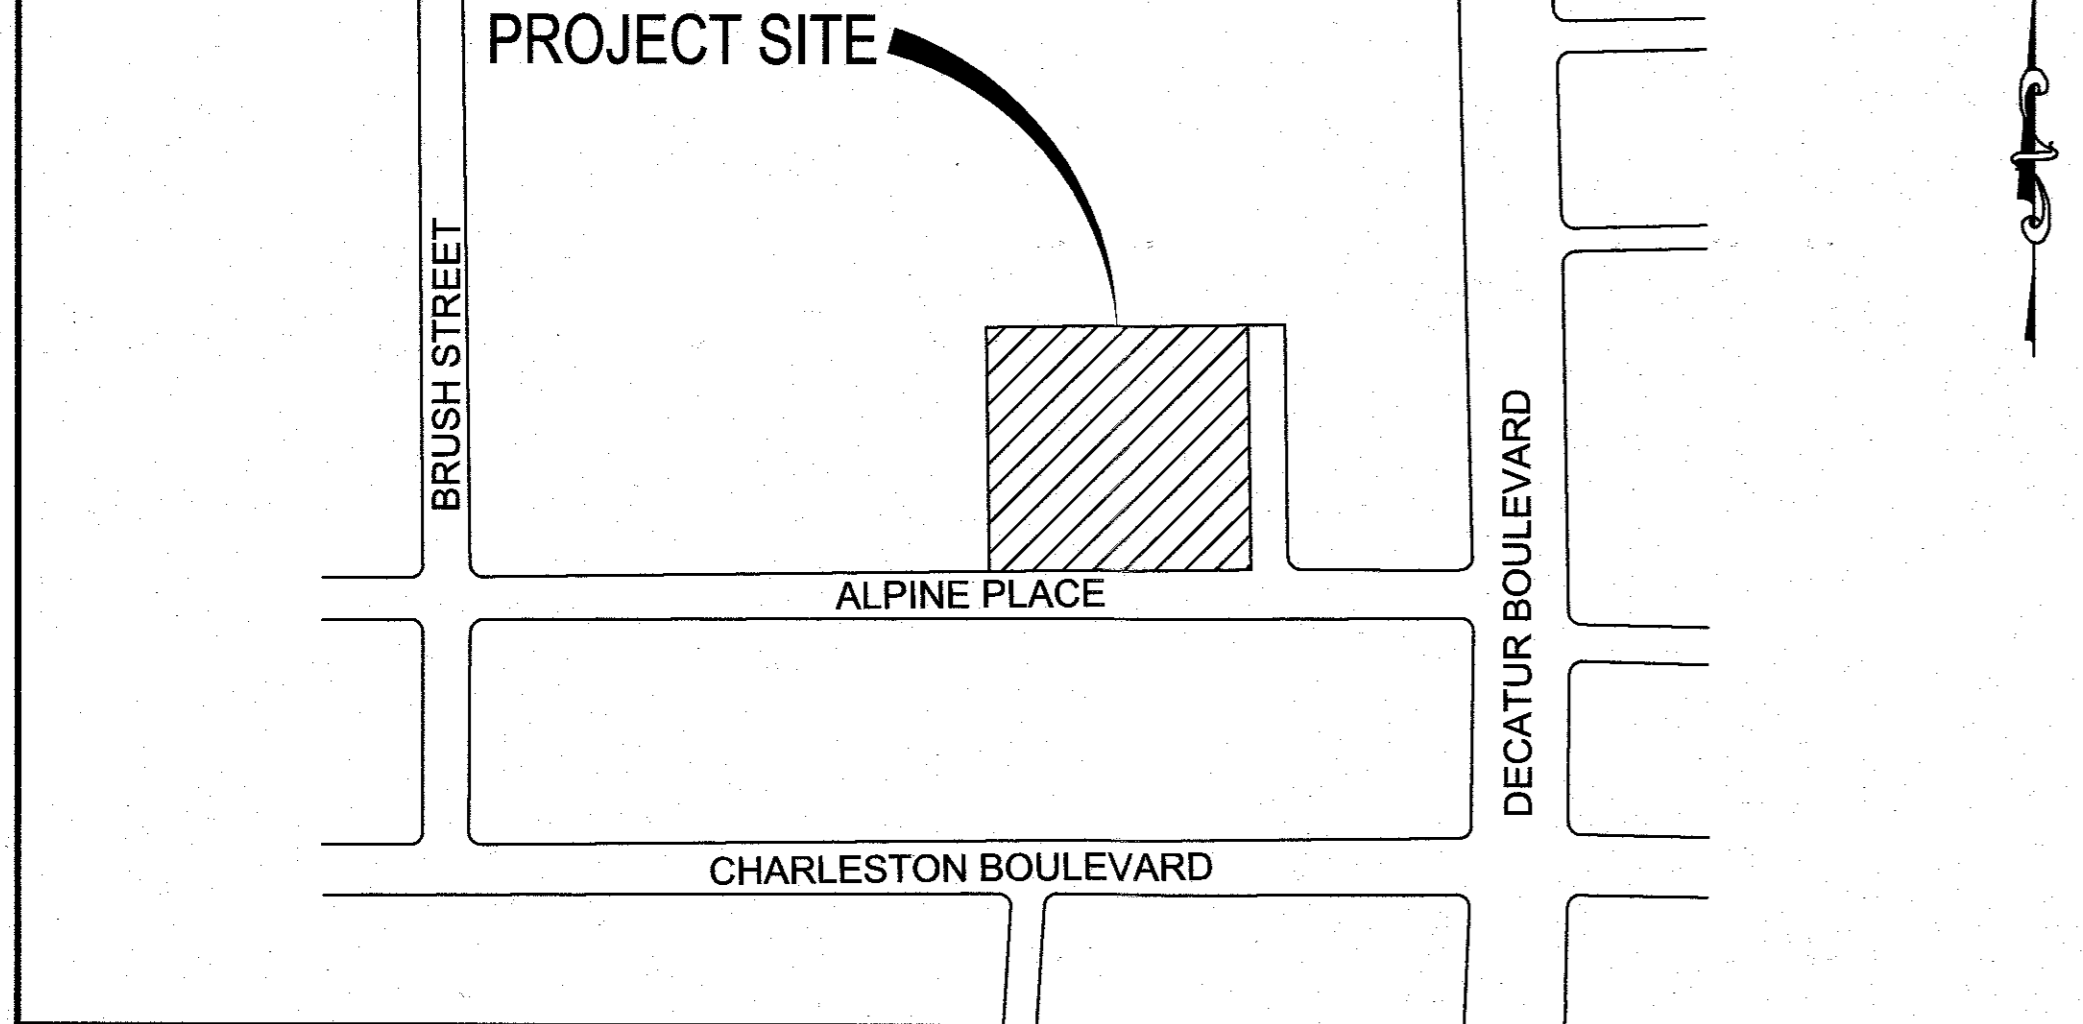 PROJECT SITE
BRUSH STREET
DECATUR BOULEVARD
ALPINE PLACE
CHARLESTON BOULEVARD